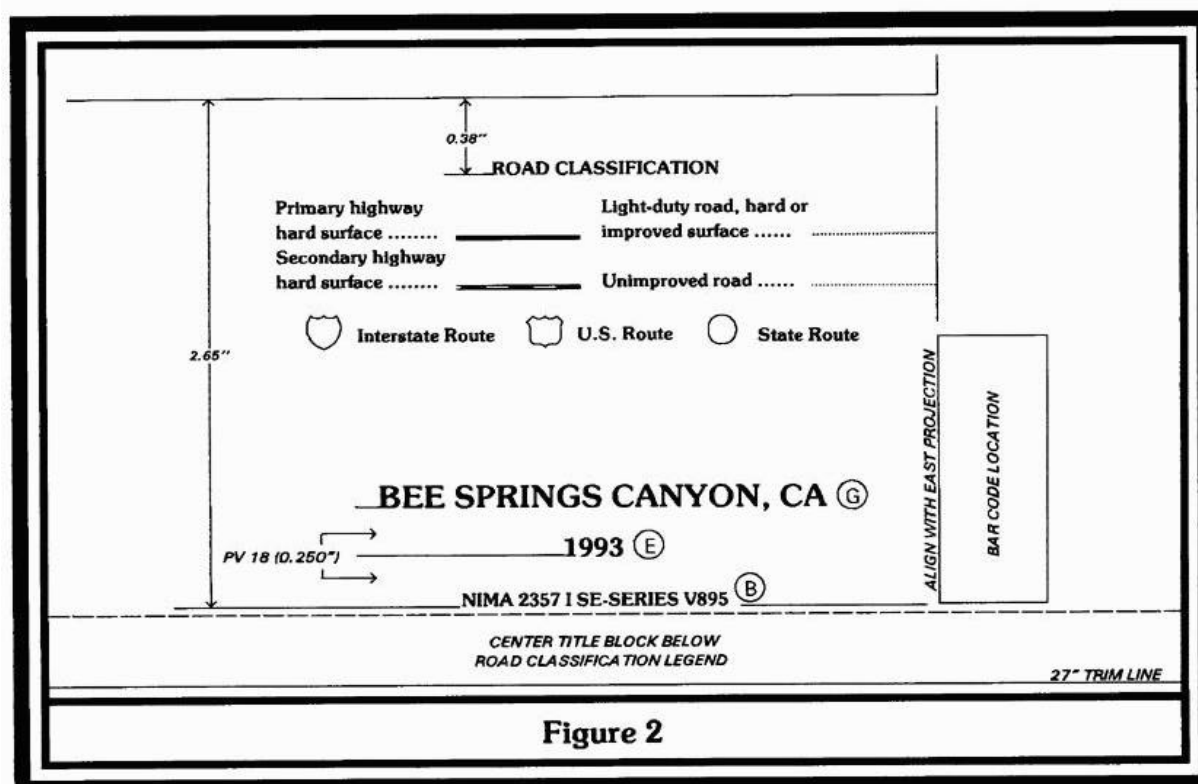 0.38"
ROAD CLASSIFICATION
Primary highway
hard surface ........
Light-duty road, hard or
improved surface ......
Secondary highway
hard surface ........
Unimproved road ......
Interstate Route
U.S. Route
State Route
2.65"
ALIGN WITH EAST PROJECTION
BAR CODE LOCATION
BEE SPRINGS CANYON, CA G
PV 18 (0.250")
1993 E
NIMA 2357 I SE-SERIES V895 B
CENTER TITLE BLOCK BELOW
ROAD CLASSIFICATION LEGEND
27" TRIM LINE
Figure 2